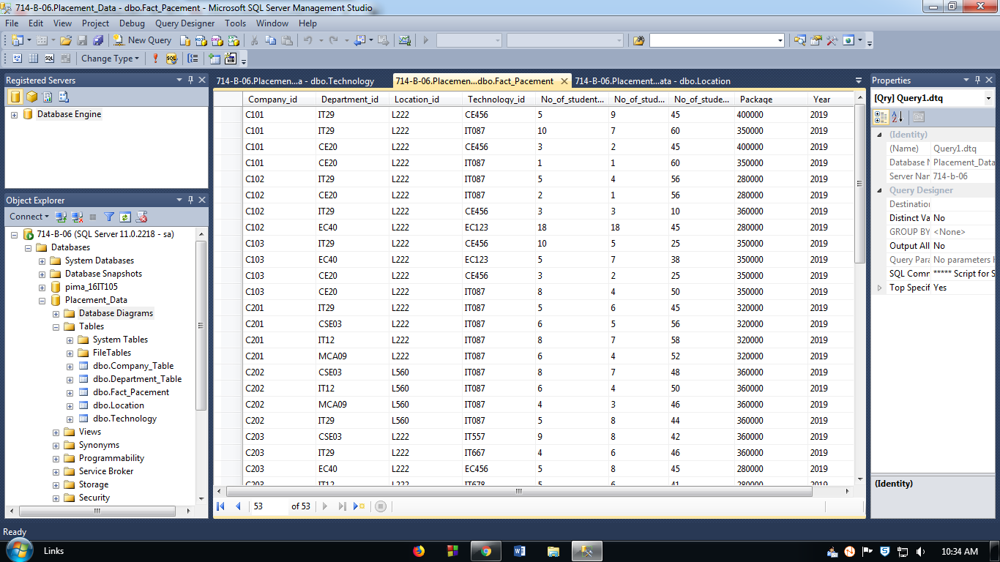 714-B-06.Placement_Data - dbo.Fact_Pacement - Microsoft SQL Server Management Studio
File Edit View Project Debug Query Designer Tools Window Help
New Query
Change Type
Registered Servers
Database Engine
Object Explorer
Connect
714-B-06 (SQL Server 11.0.2218 - sa)
Databases
System Databases
Database Snapshots
pima_16IT105
Placement_Data
Database Diagrams
Tables
System Tables
FileTables
dbo.Company_Table
dbo.Department_Table
dbo.Fact_Pacement
dbo.Location
dbo.Technology
Views
Synonyms
Programmability
Service Broker
Storage
Security
714-B-06.Placemen...a - dbo.Technology 714-B-06.Placemen...dbo.Fact_Pacement 714-B-06.Placement...ata - dbo.Location
Company_id Department_id Location_id Technology_id No_of_student... No_of_stud... No_of_stude... Package Year
C101 IT29 L222 CE456 5 9 45 400000 2019
C101 IT29 L222 IT087 10 7 60 350000 2019
C101 CE20 L222 CE456 3 2 45 400000 2019
C101 CE20 L222 IT087 1 1 60 350000 2019
C102 IT29 L222 IT087 5 4 56 280000 2019
C102 CE20 L222 IT087 2 1 56 280000 2019
C102 IT29 L222 CE456 3 3 10 360000 2019
C102 EC40 L222 EC123 18 18 45 280000 2019
C103 IT29 L222 CE456 10 5 25 350000 2019
C103 EC40 L222 EC123 5 7 38 350000 2019
C103 CE20 L222 CE456 3 2 25 350000 2019
C103 CE20 L222 IT087 8 4 50 350000 2019
C201 IT29 L222 IT087 5 6 45 320000 2019
C201 CSE03 L222 IT087 6 5 56 320000 2019
C201 IT12 L222 IT087 8 7 58 320000 2019
C201 MCA09 L222 IT087 6 4 52 320000 2019
C202 CSE03 L560 IT087 8 7 48 360000 2019
C202 IT12 L560 IT087 6 4 50 360000 2019
C202 MCA09 L560 IT087 4 3 46 360000 2019
C202 IT29 L560 IT087 5 8 44 360000 2019
C203 CSE03 L222 IT557 9 8 42 360000 2019
C203 IT29 L222 IT667 4 6 46 360000 2019
C203 EC40 L222 EC456 5 8 45 280000 2019
C203 IT12 L222 IT678 5 6 41 280000 2019
53 of 53
Properties
[Qry] Query1.dtq
(Identity)
(Name) Query1.dtq
Database N Placement_Data
Server Nar 714-b-06
Query Designer
Destination
Distinct Va No
GROUP BY <None>
Output All No
Query Para No parameters h
SQL Comm ***** Script for S
Top Specif Yes
(Identity)
Ready
Links
10:34 AM